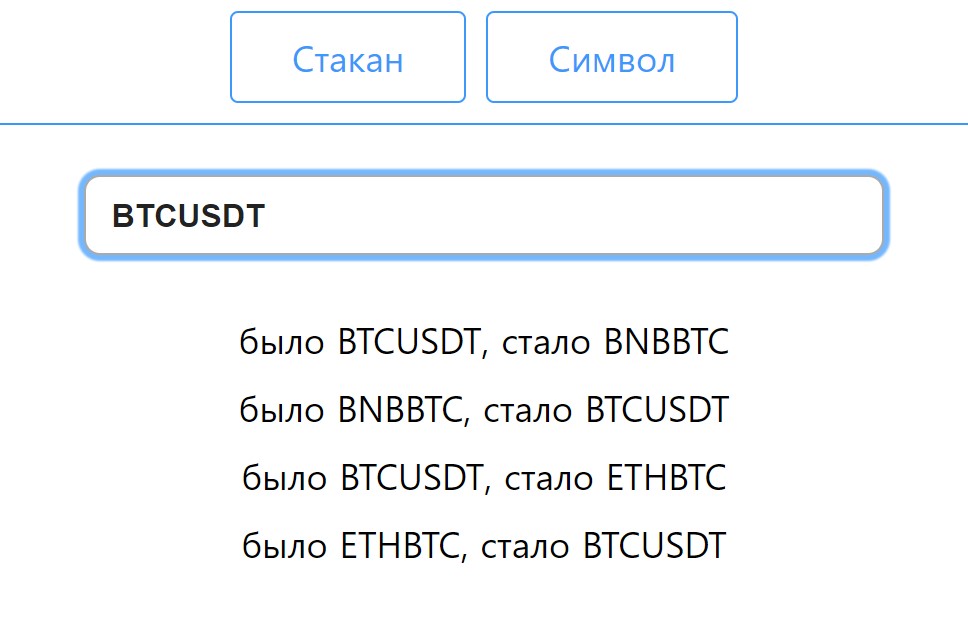 Стакан Символ
BTCUSDT
было BTCUSDT, стало BNBBTC
было BNBBTC, стало BTCUSDT
было BTCUSDT, стало ETHBTC
было ETHBTC, стало BTCUSDT